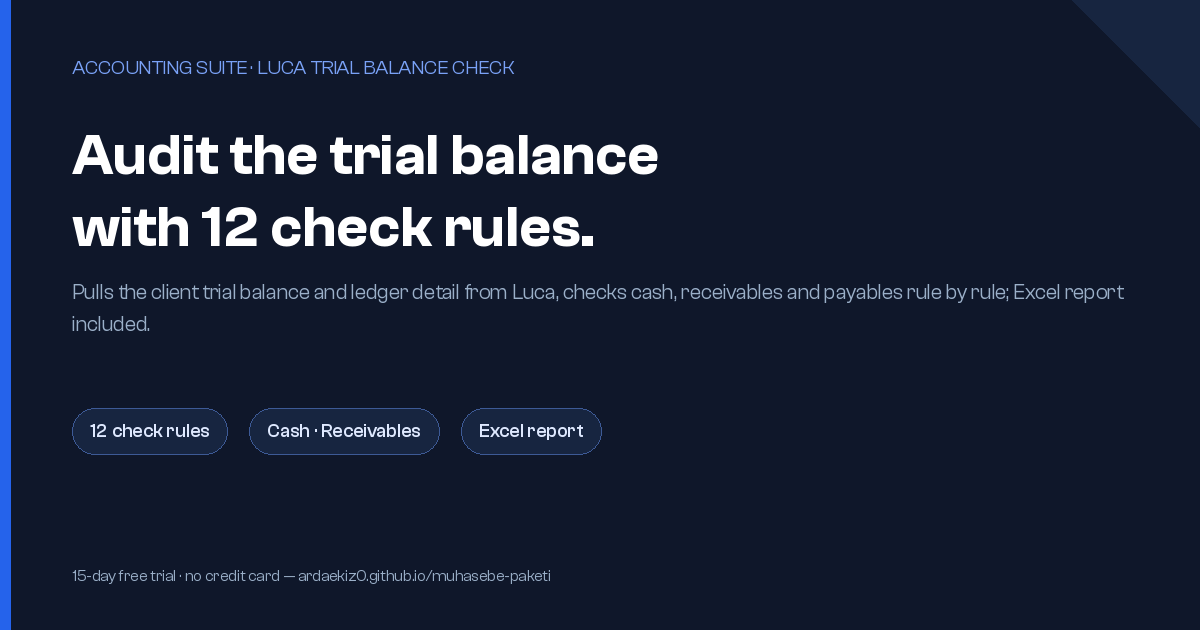 ACCOUNTING SUITE · LUCA TRIAL BALANCE CHECK
Audit the trial balance
with 12 check rules.
Pulls the client trial balance and ledger detail from Luca, checks cash, receivables and payables rule by rule; Excel report
included.
12 check rules
Cash · Receivables
Excel report
15-day free trial · no credit card — ardaekiz0.github.io/muhasebe-paketi